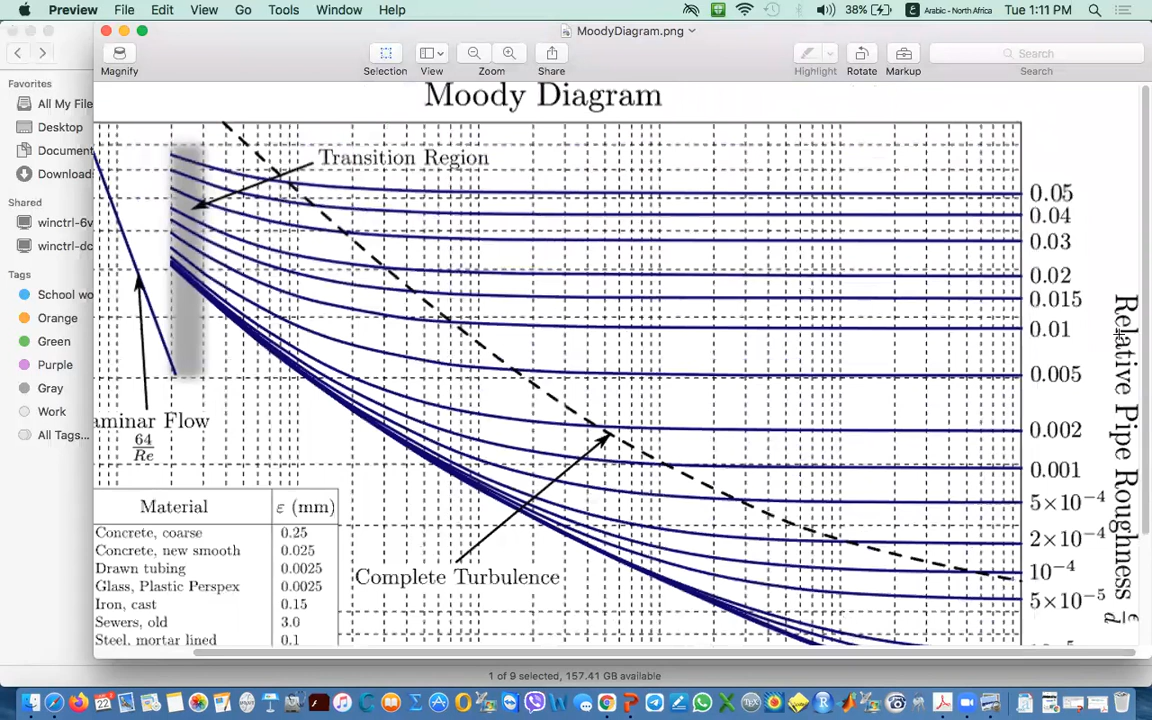 Preview File Edit View Go Tools Window Help
38% Arabic - North Africa Tue 1:11 PM
MoodyDiagram.png
Magnify Selection View Zoom Share Highlight Rotate Markup Search
Search
Favorites
All My File
Desktop
Document
Download
Shared
winctrl-6v
winctrl-dc
Tags
School wo
Orange
Green
Purple
Gray
Work
All Tags...
Moody Diagram
Transition Region
0.05
0.04
0.03
0.02
0.015
0.01
0.005
0.002
0.001
5×10⁻⁴
2×10⁻⁴
10⁻⁴
5×10⁻⁵
Relative Pipe Roughness ε/d
aminar Flow
64
Re
Complete Turbulence
Material ε (mm)
Concrete, coarse 0.25
Concrete, new smooth 0.025
Drawn tubing 0.0025
Glass, Plastic Perspex 0.0025
Iron, cast 0.15
Sewers, old 3.0
Steel, mortar lined 0.1
1 of 9 selected, 157.41 GB available